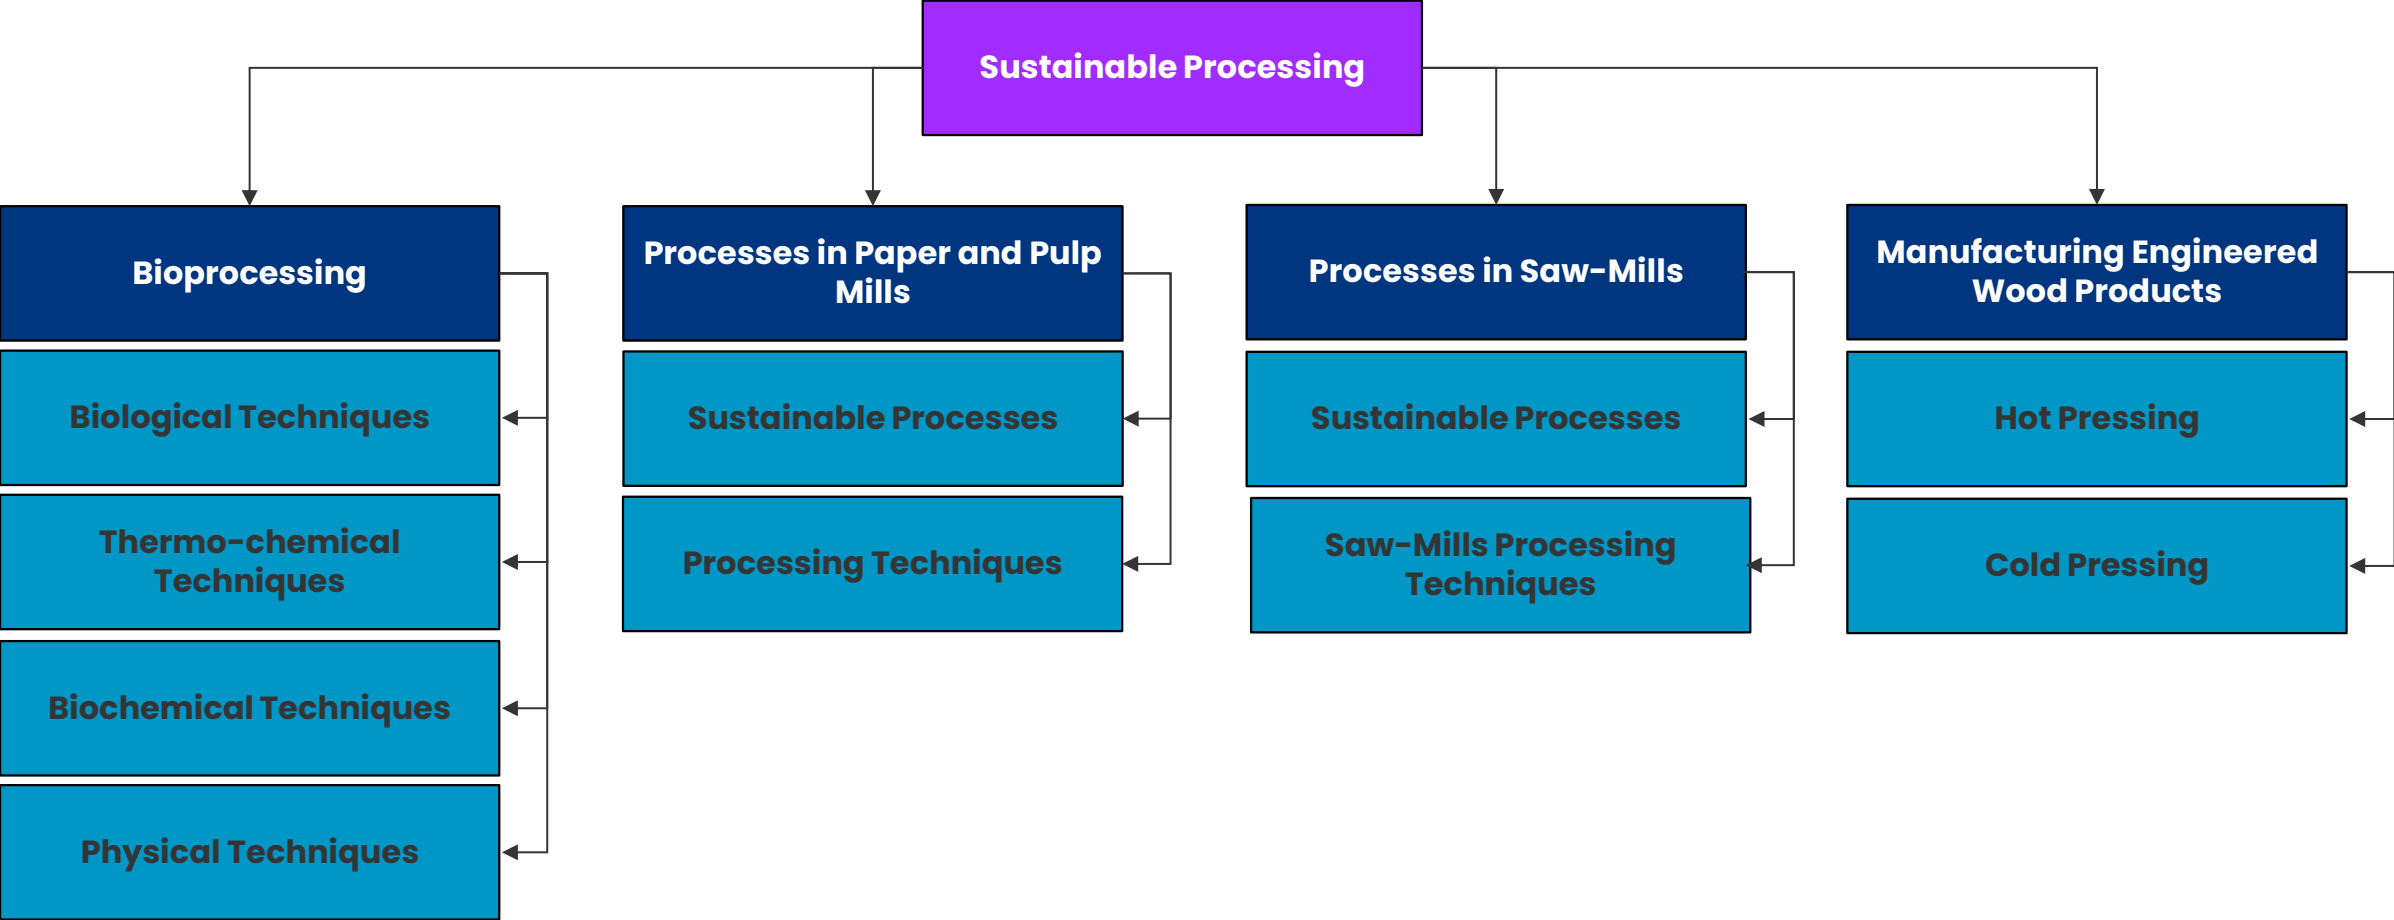 Sustainable Processing
Bioprocessing
Biological Techniques
Thermo-chemical
Techniques
Biochemical Techniques
Physical Techniques
Processes in Paper and Pulp
Mills
Sustainable Processes
Processing Techniques
Processes in Saw-Mills
Sustainable Processes
Saw-Mills Processing
Techniques
Manufacturing Engineered
Wood Products
Hot Pressing
Cold Pressing